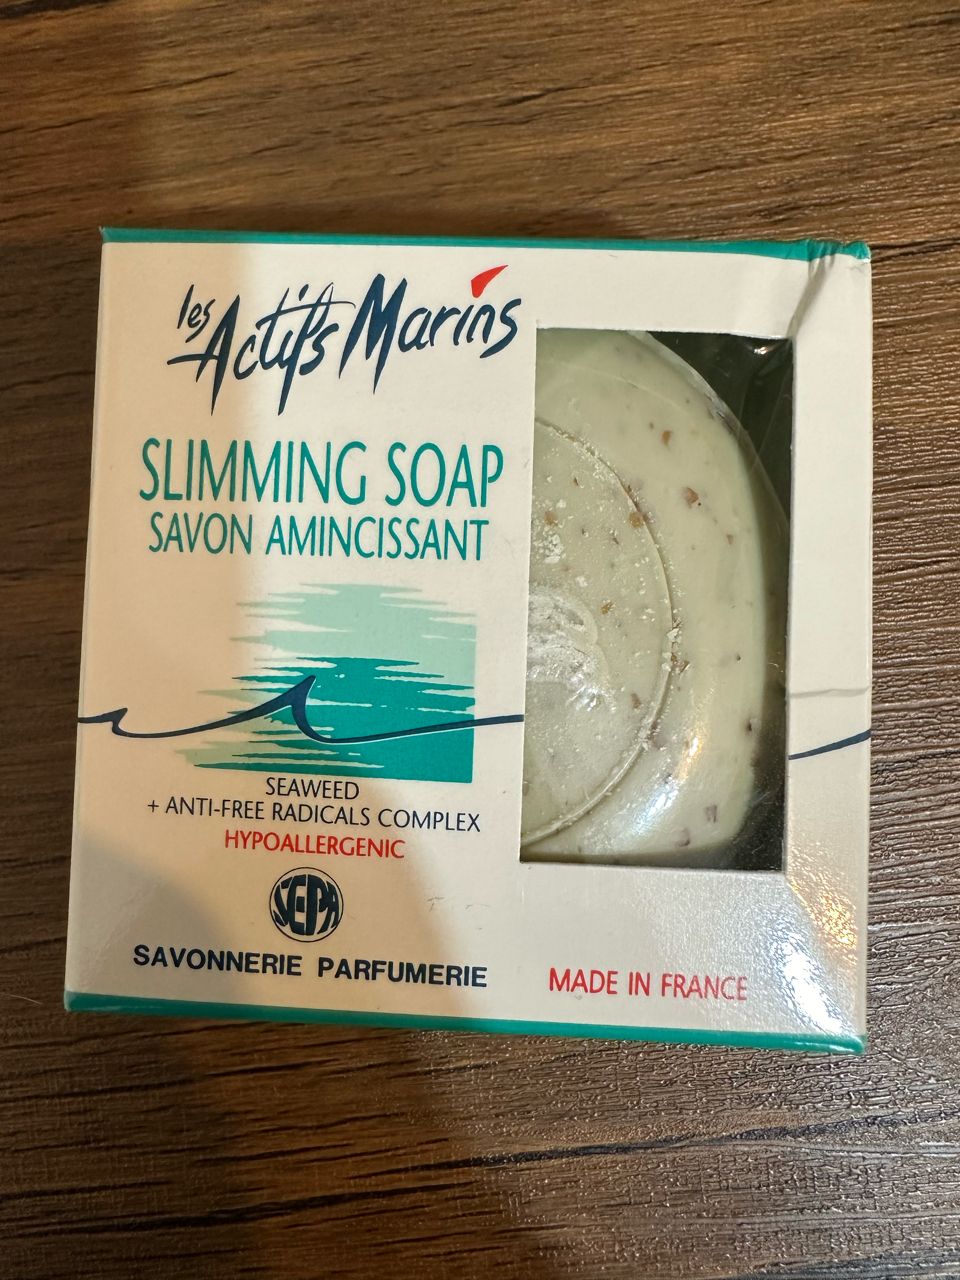 les Actifs Marins
SLIMMING SOAP
SAVON AMINCISSANT
SEAWEED
+ ANTI-FREE RADICALS COMPLEX
HYPOALLERGENIC
SEPA
SAVONNERIE PARFUMERIE
MADE IN FRANCE